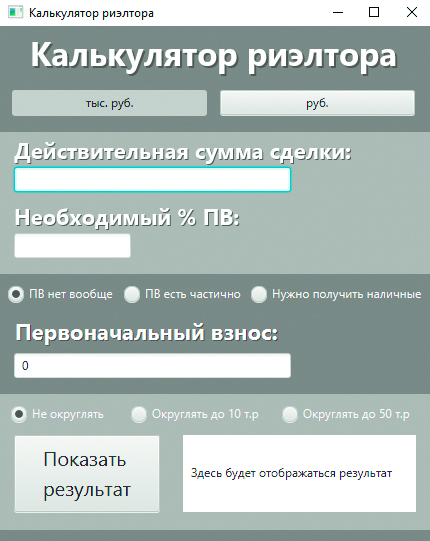 Калькулятор риэлтора
Калькулятор риэлтора
тыс. руб. руб.
Действительная сумма сделки:
Необходимый % ПВ:
ПВ нет вообще ПВ есть частично Нужно получить наличные
Первоначальный взнос:
0
Не округлять Округлять до 10 т.р Округлять до 50 т.р
Показать
результат
Здесь будет отображаться результат